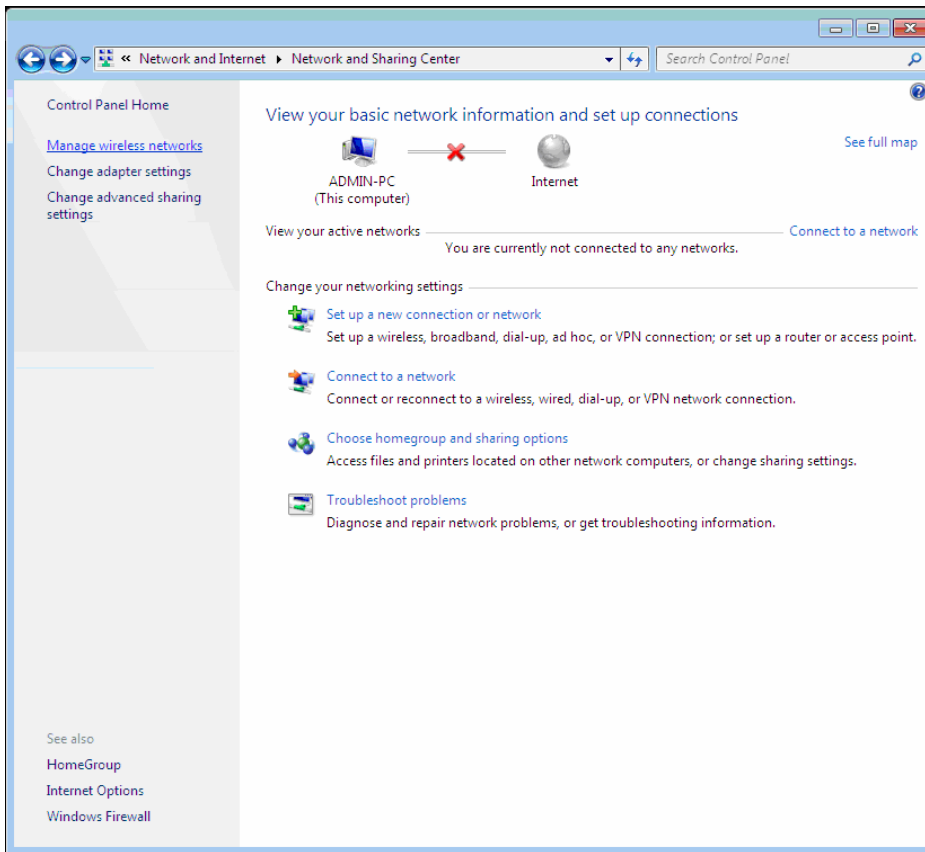 « Network and Internet ▸ Network and Sharing Center
Search Control Panel
Control Panel Home
Manage wireless networks
Change adapter settings
Change advanced sharing
settings
View your basic network information and set up connections
See full map
ADMIN-PC
(This computer)
Internet
View your active networks
Connect to a network
You are currently not connected to any networks.
Change your networking settings
Set up a new connection or network
Set up a wireless, broadband, dial-up, ad hoc, or VPN connection; or set up a router or access point.
Connect to a network
Connect or reconnect to a wireless, wired, dial-up, or VPN network connection.
Choose homegroup and sharing options
Access files and printers located on other network computers, or change sharing settings.
Troubleshoot problems
Diagnose and repair network problems, or get troubleshooting information.
See also
HomeGroup
Internet Options
Windows Firewall